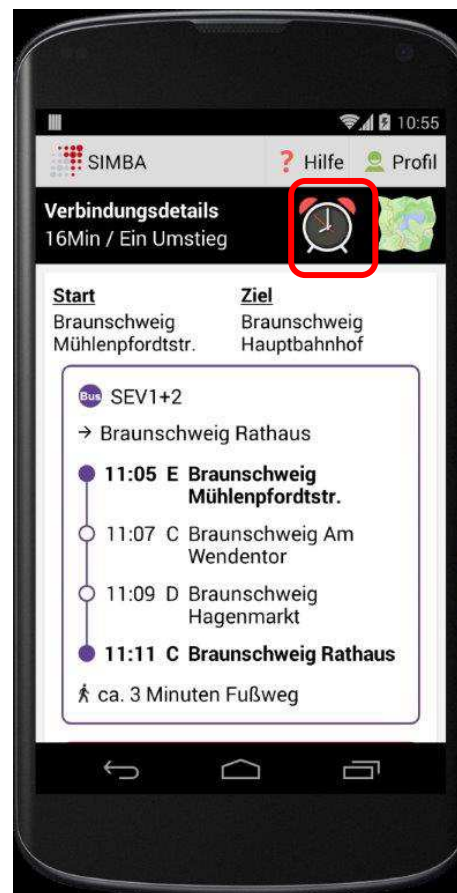 10:55
SIMBA
? Hilfe
Profil
Verbindungsdetails
16Min / Ein Umstieg
Start
Ziel
Braunschweig
Mühlenpfordtstr.
Braunschweig
Hauptbahnhof
Bus SEV1+2
→ Braunschweig Rathaus
11:05 E Braunschweig
Mühlenpfordtstr.
11:07 C Braunschweig Am
Wendentor
11:09 D Braunschweig
Hagenmarkt
11:11 C Braunschweig Rathaus
ca. 3 Minuten Fußweg